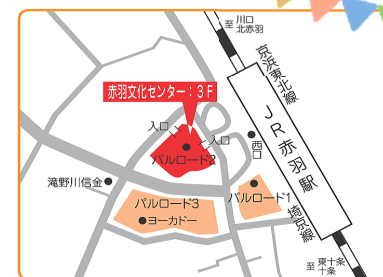 至 川口
北赤羽
京浜東北線
赤羽文化センター：3F
JR赤羽駅
入口
入口
西口
パルロード2
滝野川信金
パルロード1
パルロード3
ヨーカドー
埼京線
至 東十条
十条